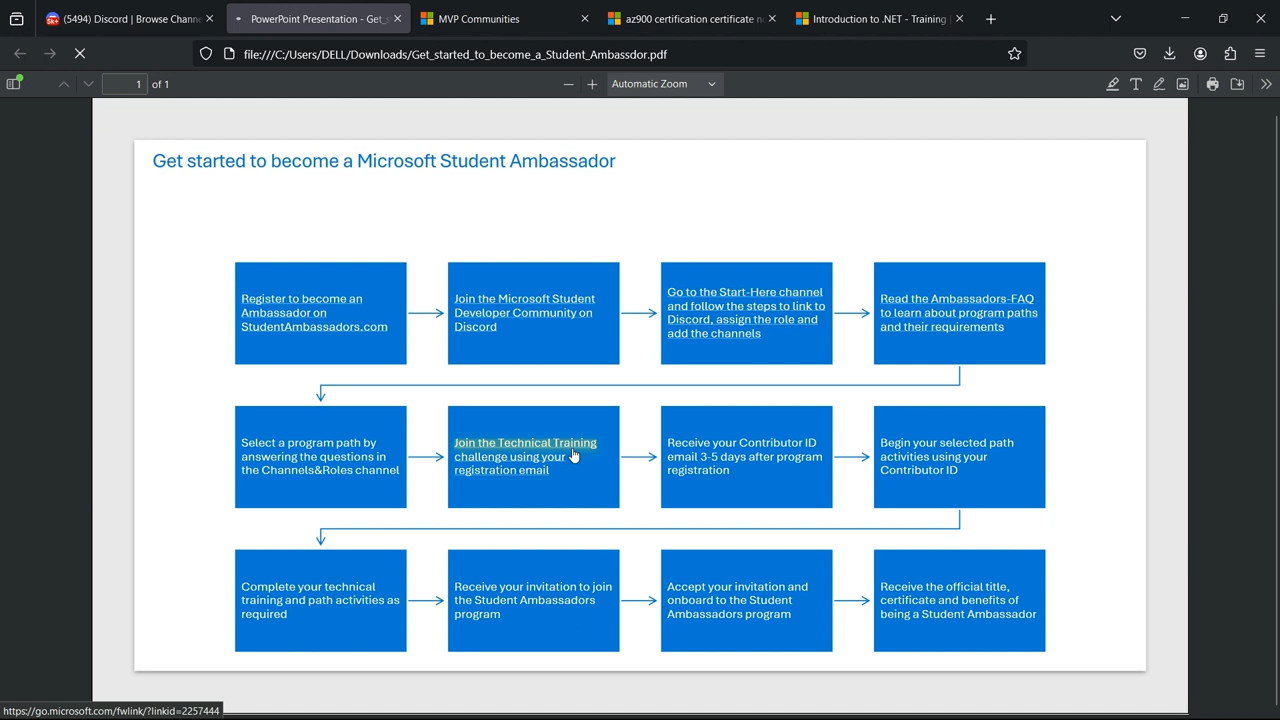 (5494) Discord | Browse Channe
PowerPoint Presentation - Get_s
MVP Communities
az900 certification certificate no
Introduction to .NET - Training |
file:///C:/Users/DELL/Downloads/Get_started_to_become_a_Student_Ambassdor.pdf
1 of 1
Automatic Zoom
Get started to become a Microsoft Student Ambassador
Register to become an
Ambassador on
StudentAmbassadors.com
Join the Microsoft Student
Developer Community on
Discord
Go to the Start-Here channel
and follow the steps to link to
Discord, assign the role and
add the channels
Read the Ambassadors-FAQ
to learn about program paths
and their requirements
Select a program path by
answering the questions in
the Channels&Roles channel
Join the Technical Training
challenge using your
registration email
Receive your Contributor ID
email 3-5 days after program
registration
Begin your selected path
activities using your
Contributor ID
Complete your technical
training and path activities as
required
Receive your invitation to join
the Student Ambassadors
program
Accept your invitation and
onboard to the Student
Ambassadors program
Receive the official title,
certificate and benefits of
being a Student Ambassador
https://go.microsoft.com/fwlink/?linkid=2257444